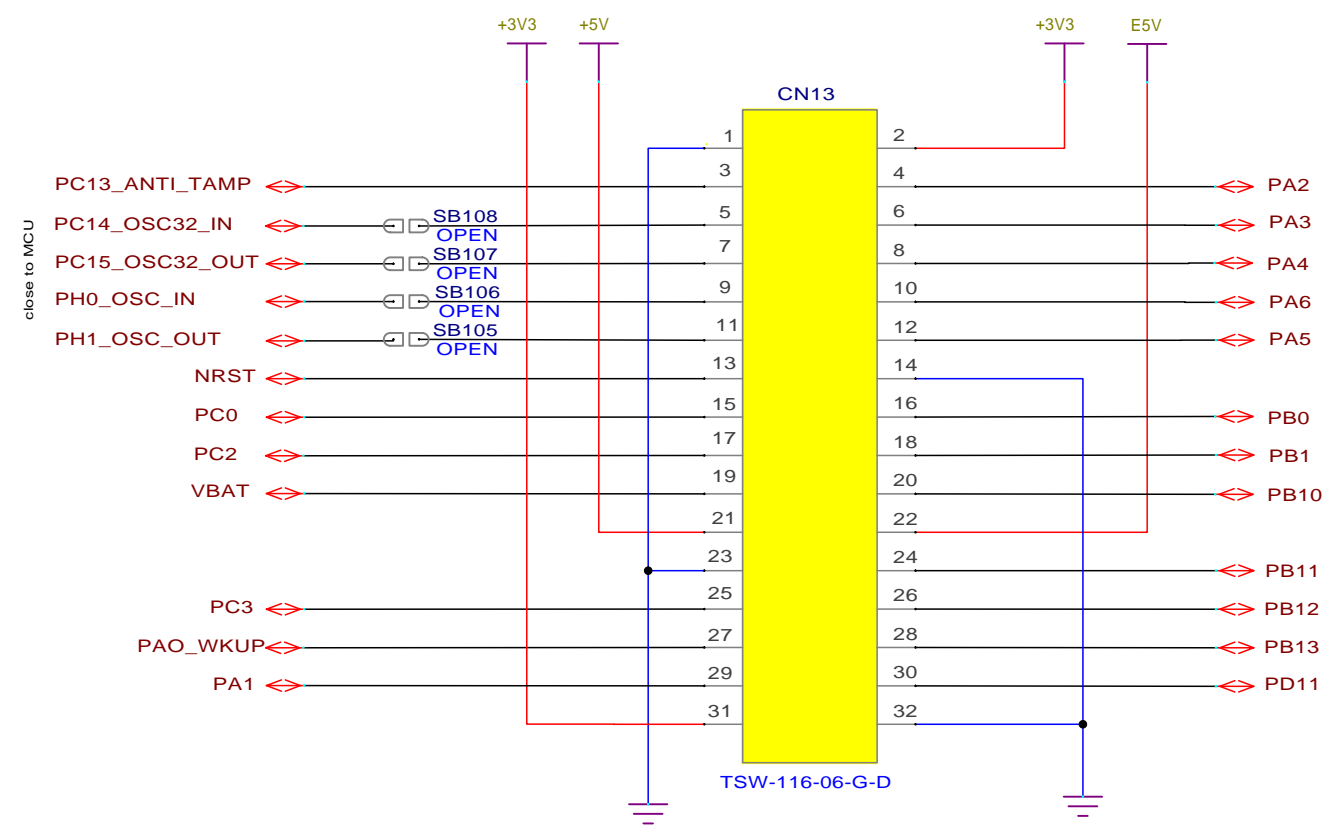 +3V3 +5V +3V3 E5V
CN13
1 2
PC13_ANTI_TAMP 3 4 PA2
close to MCU
PC14_OSC32_IN SB108 5 6 PA3
OPEN
PC15_OSC32_OUT SB107 7 8 PA4
OPEN
PH0_OSC_IN SB106 9 10 PA6
OPEN
PH1_OSC_OUT SB105 11 12 PA5
OPEN
NRST 13 14
PC0 15 16 PB0
PC2 17 18 PB1
VBAT 19 20 PB10
21 22
23 24 PB11
PC3 25 26 PB12
PAO_WKUP 27 28 PB13
PA1 29 30 PD11
31 32
TSW-116-06-G-D